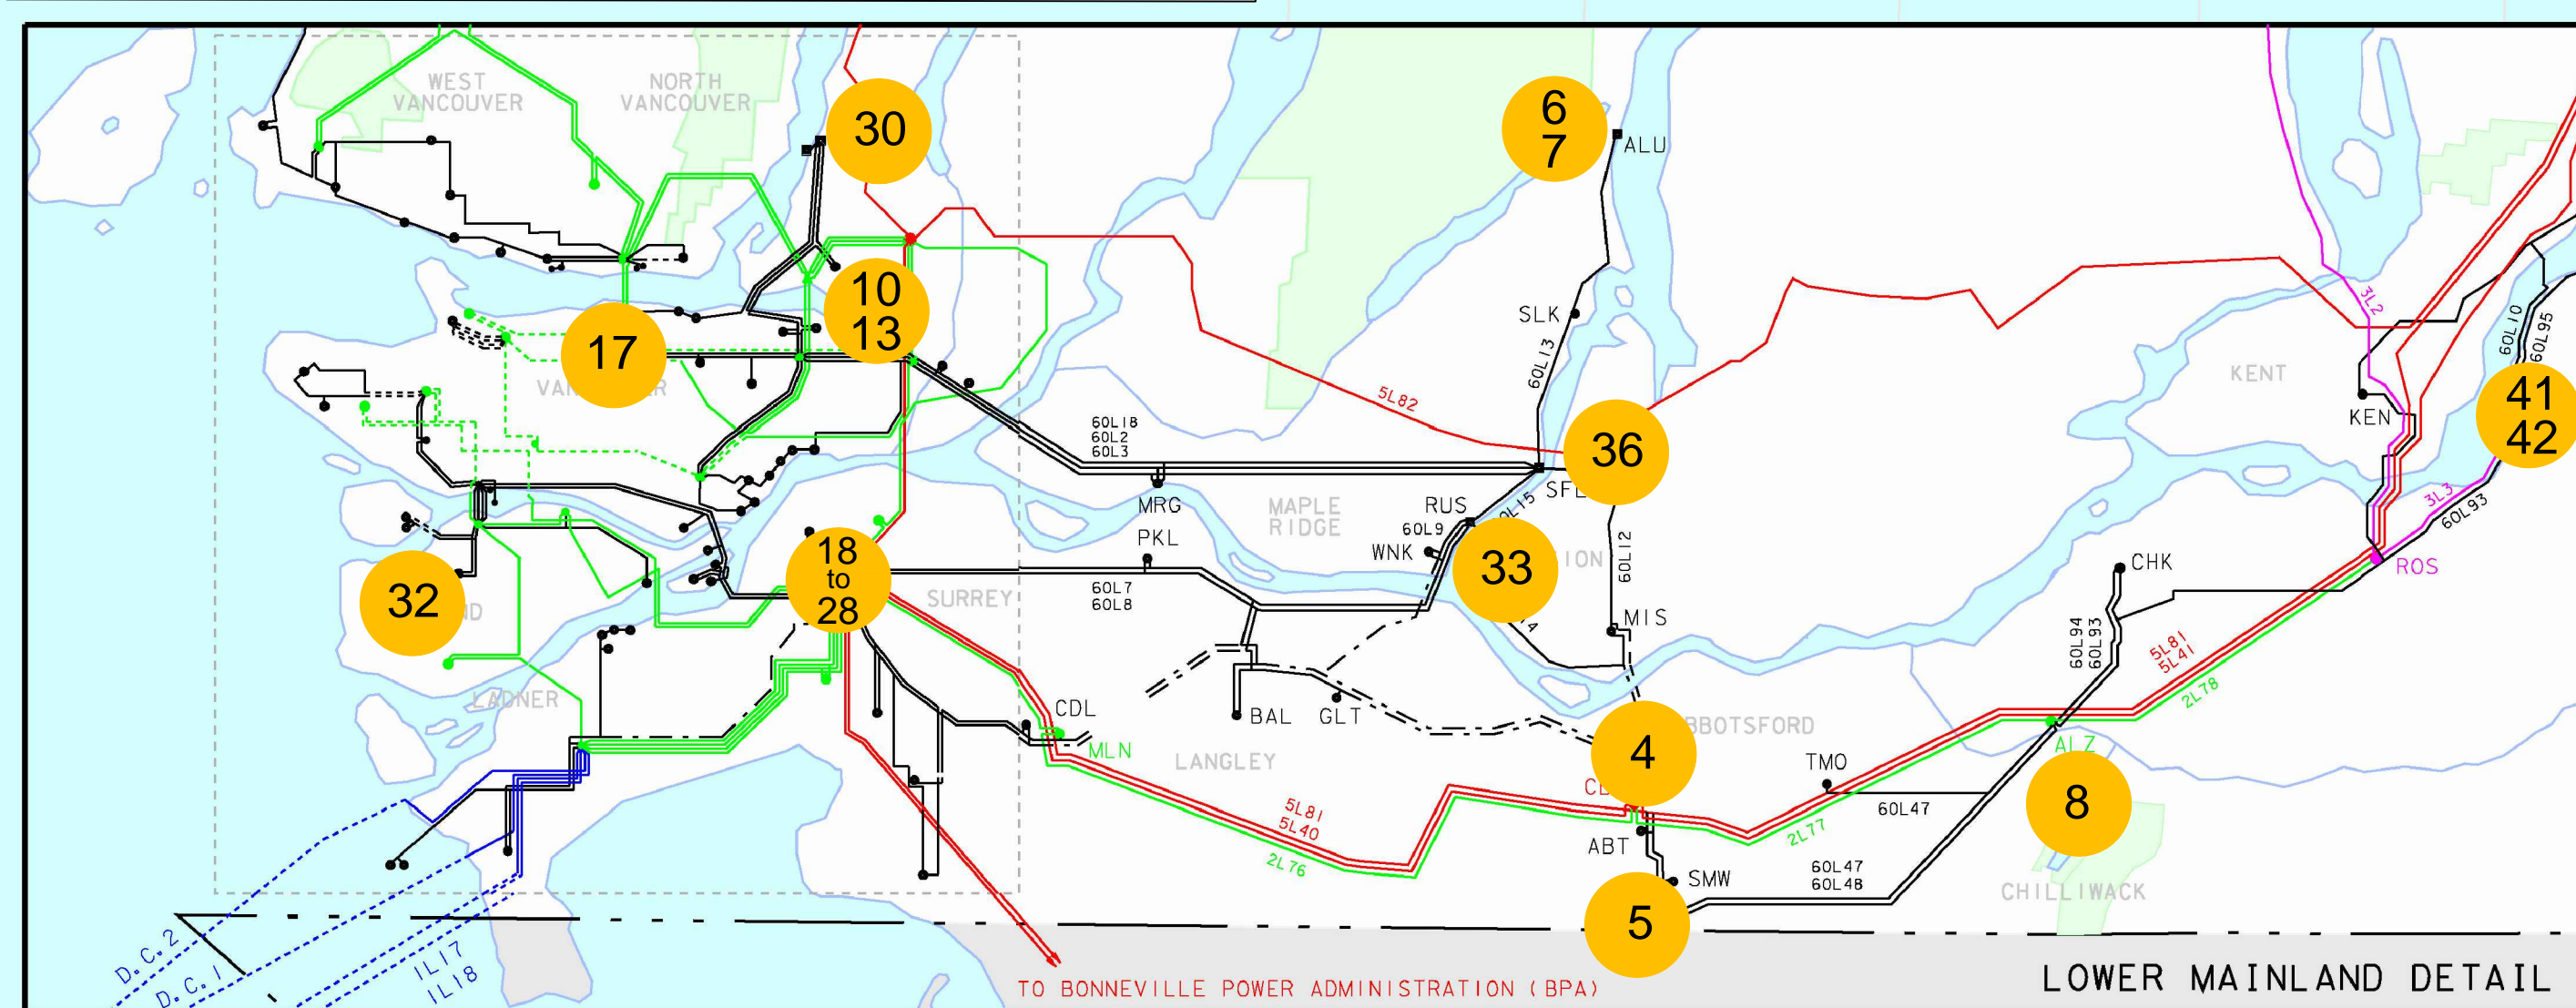 WEST
VANCOUVER
NORTH
VANCOUVER
30
6
7
ALU
10
13
17
SLK
60L13
3L2
60L10
60L95
KENT
41
42
KEN
5L82
60L18
60L2
60L3
36
MRG
MAPLE
RIDGE
RUS
60L9
WNK
33
60L12
PKL
18
to
28
60L7
60L8
SURREY
32
LADNER
MIS
CHK
ROS
3L3
60L93
60L94
60L93
5L81
5L41
2L78
CDL
MLN
BAL
GLT
LANGLEY
4
TMO
ALZ
8
60L47
5L81
5L40
2L76
2L77
ABT
SMW
60L47
60L48
CHILLIWACK
5
D.C.2
D.C.1
1L17
1L18
TO BONNEVILLE POWER ADMINISTRATION (BPA)
LOWER MAINLAND DETAIL